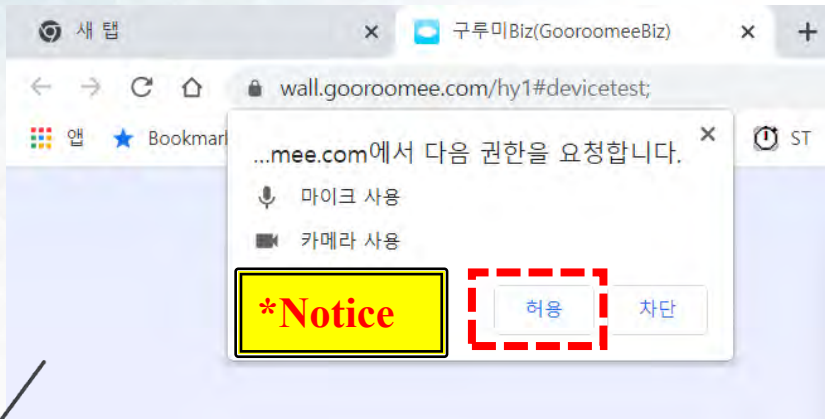 새 탭
구루미Biz(GooroomeeBiz)
wall.gooroomee.com/hy1#devicetest;
앱 Bookmar
ST
...mee.com에서 다음 권한을 요청합니다.
마이크 사용
카메라 사용
*Notice
허용 차단